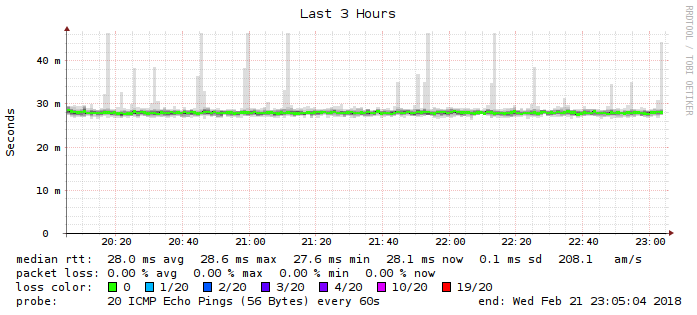 Last 3 Hours
RRDTOOL / TOBI OETIKER
Seconds
40 m
30 m
20 m
10 m
0
20:20 20:40 21:00 21:20 21:40 22:00 22:20 22:40 23:00
median rtt: 28.0 ms avg 28.6 ms max 27.6 ms min 28.1 ms now 0.1 ms sd 208.1 am/s
packet loss: 0.00 % avg 0.00 % max 0.00 % min 0.00 % now
loss color: 0 1/20 2/20 3/20 4/20 10/20 19/20
probe: 20 ICMP Echo Pings (56 Bytes) every 60s end: Wed Feb 21 23:05:04 2018